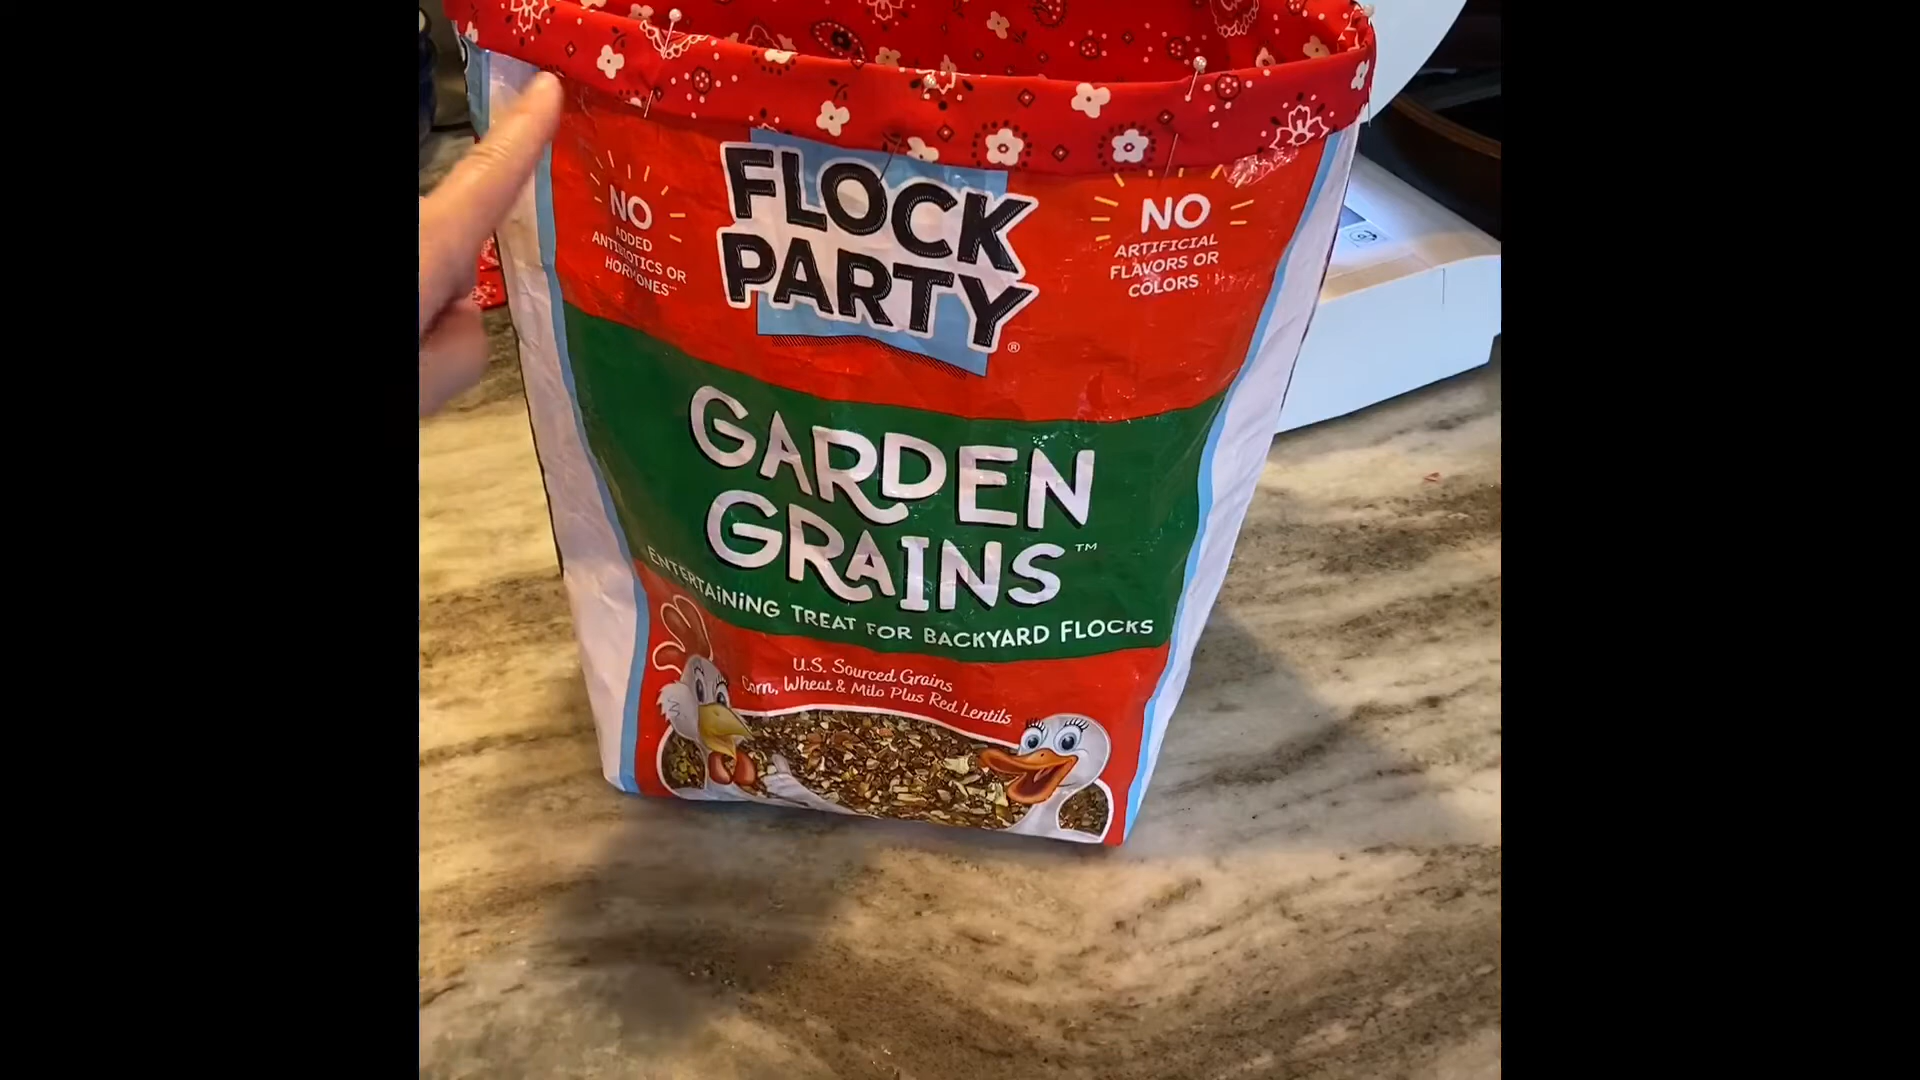 NO
ADDED
ANTIBIOTICS OR
HORMONES
FLOCK
PARTY®
NO
ARTIFICIAL
FLAVORS OR
COLORS
GARDEN
GRAINS™
ENTERTAINING TREAT FOR BACKYARD FLOCKS
U.S. Sourced Grains
Corn, Wheat & Milo Plus Red Lentils